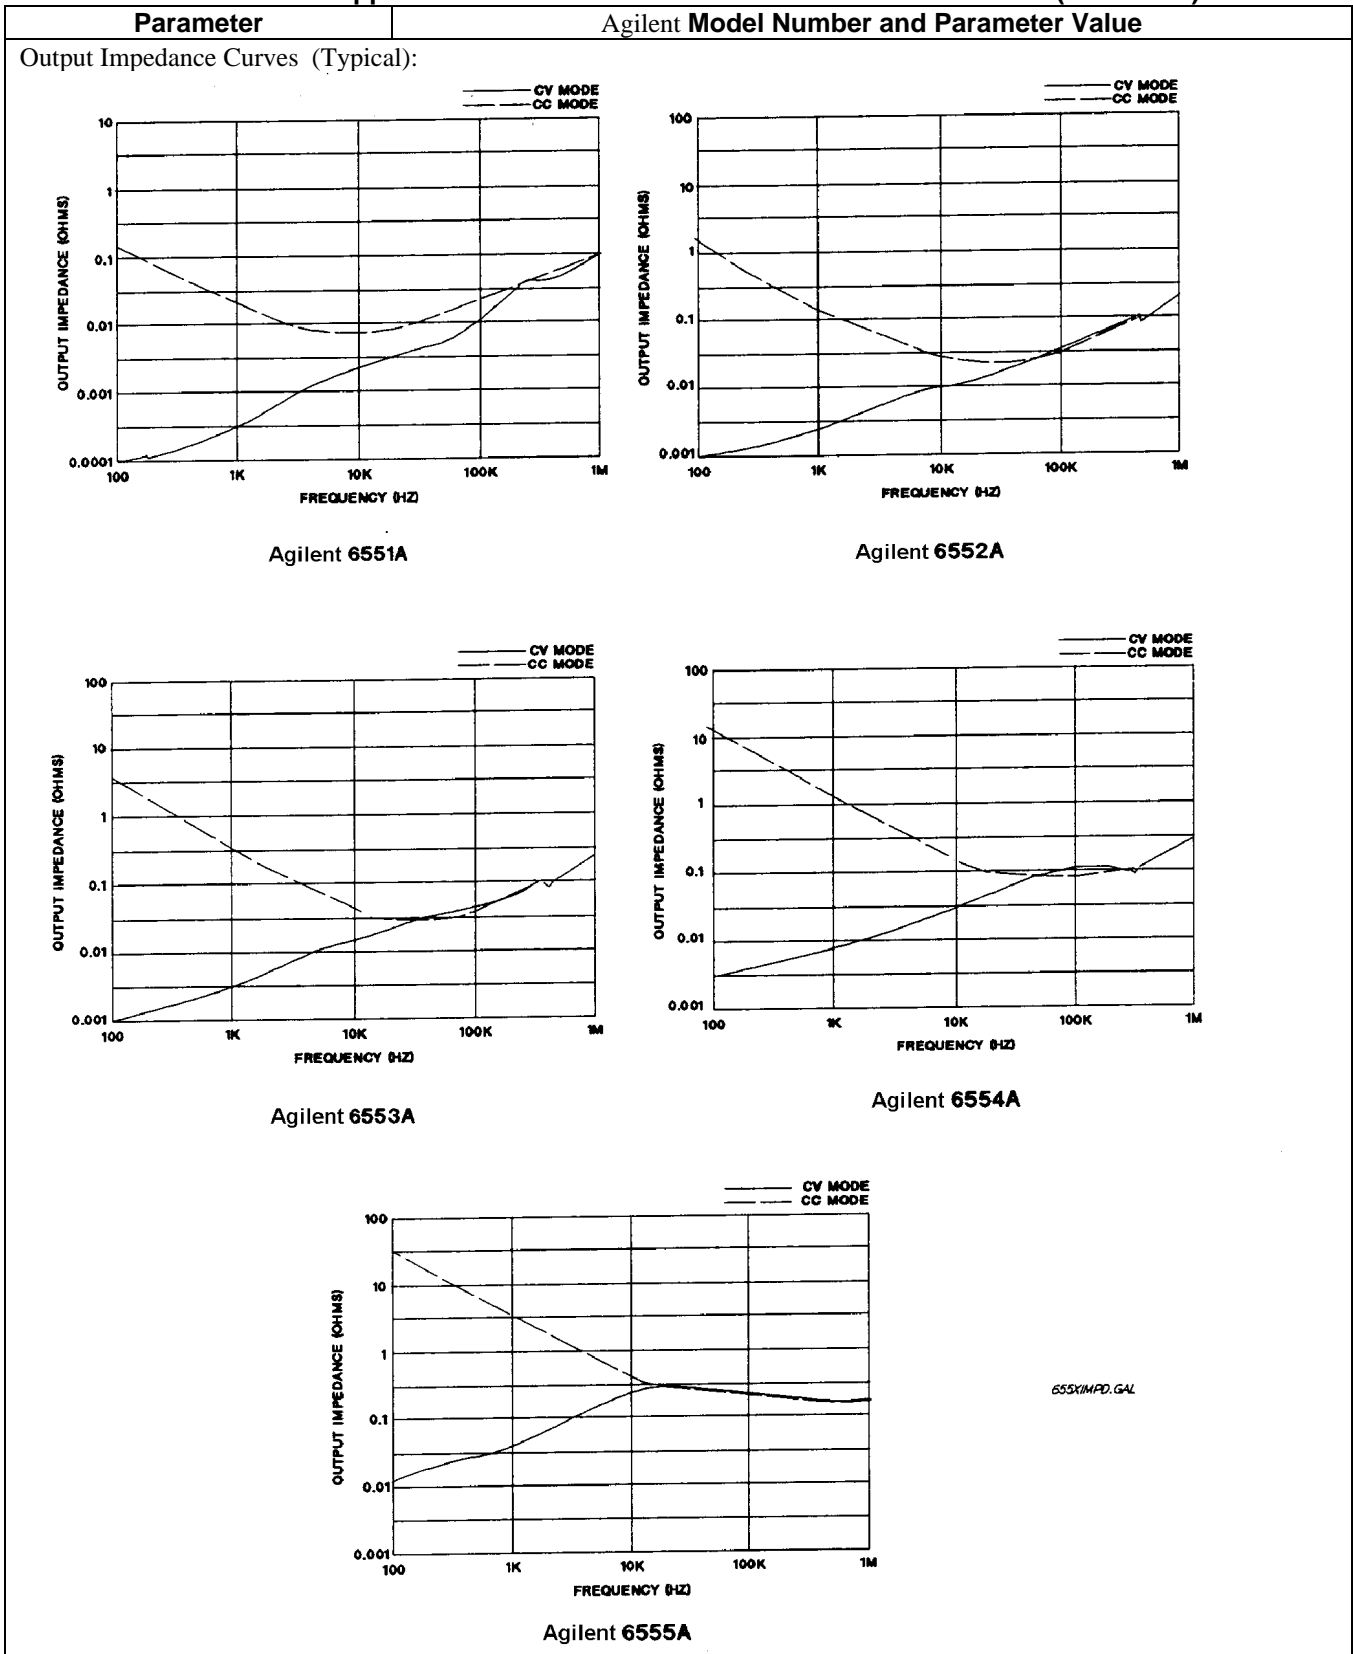 Parameter Agilent Model Number and Parameter Value
Output Impedance Curves (Typical):
CV MODE
CC MODE
10
1
0.1
0.01
0.001
0.0001
OUTPUT IMPEDANCE (OHMS)
100 1K 10K 100K 1M
FREQUENCY (HZ)
Agilent 6551A
CV MODE
CC MODE
100
10
1
0.1
0.01
0.001
OUTPUT IMPEDANCE (OHMS)
100 1K 10K 100K 1M
FREQUENCY (HZ)
Agilent 6552A
CV MODE
CC MODE
100
10
1
0.1
0.01
0.001
OUTPUT IMPEDANCE (OHMS)
100 1K 10K 100K 1M
FREQUENCY (HZ)
Agilent 6553A
CV MODE
CC MODE
100
10
1
0.1
0.01
0.001
OUTPUT IMPEDANCE (OHMS)
100 1K 10K 100K 1M
FREQUENCY (HZ)
Agilent 6554A
CV MODE
CC MODE
100
10
1
0.1
0.01
0.001
OUTPUT IMPEDANCE (OHMS)
100 1K 10K 100K 1M
FREQUENCY (HZ)
655XIMPD.GAL
Agilent 6555A